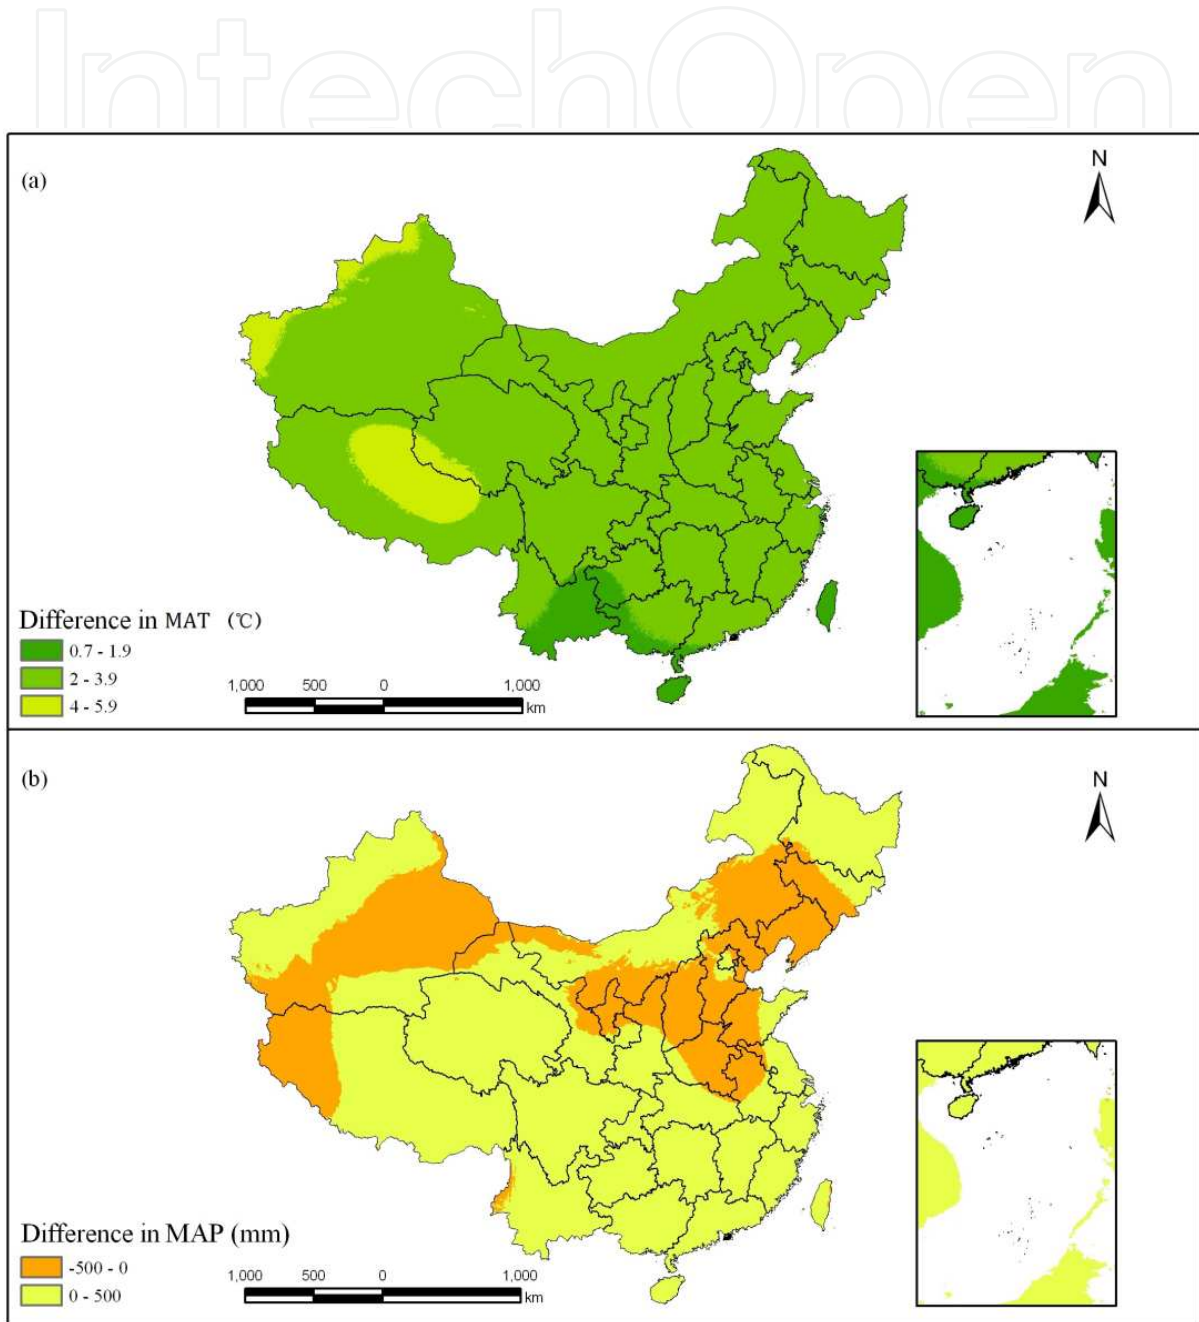 IntechOpen
(a)
N
Difference in MAT (℃)
0.7 - 1.9
2 - 3.9
4 - 5.9
1,000 500 0 1,000
km
(b)
N
Difference in MAP (mm)
-500 - 0
0 - 500
1,000 500 0 1,000
km